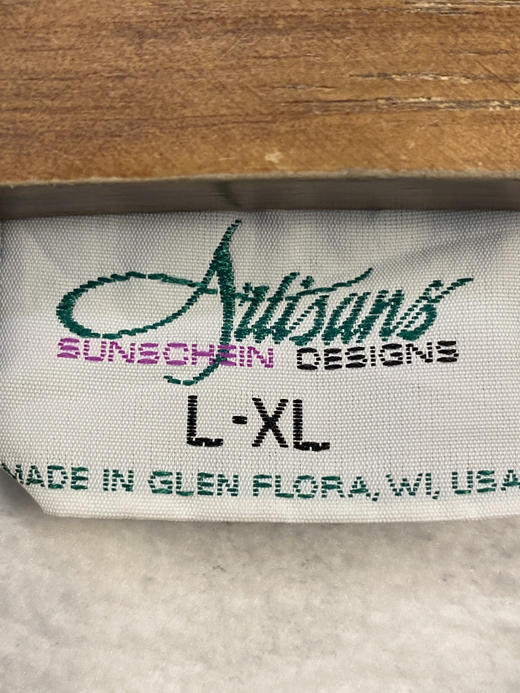 Artisans
SUNSCHEIN DESIGNS
L-XL
MADE IN GLEN FLORA, WI, USA